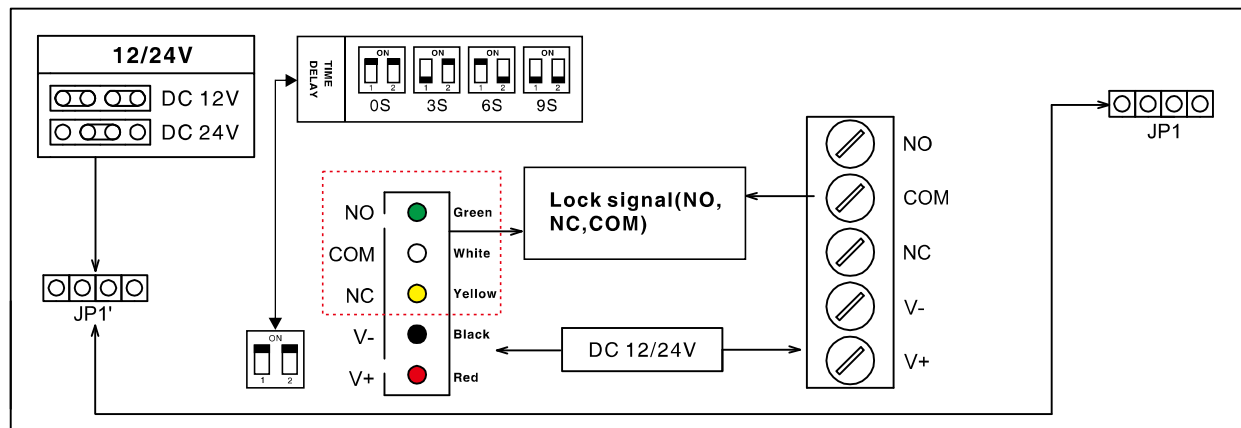 12/24V
DC 12V
DC 24V
TIME
DELAY
ON
1 2
0S
ON
1 2
3S
ON
1 2
6S
ON
1 2
9S
JP1
JP1'
ON
1 2
NO Green
COM White
NC Yellow
V- Black
V+ Red
Lock signal(NO,
NC,COM)
DC 12/24V
NO
COM
NC
V-
V+